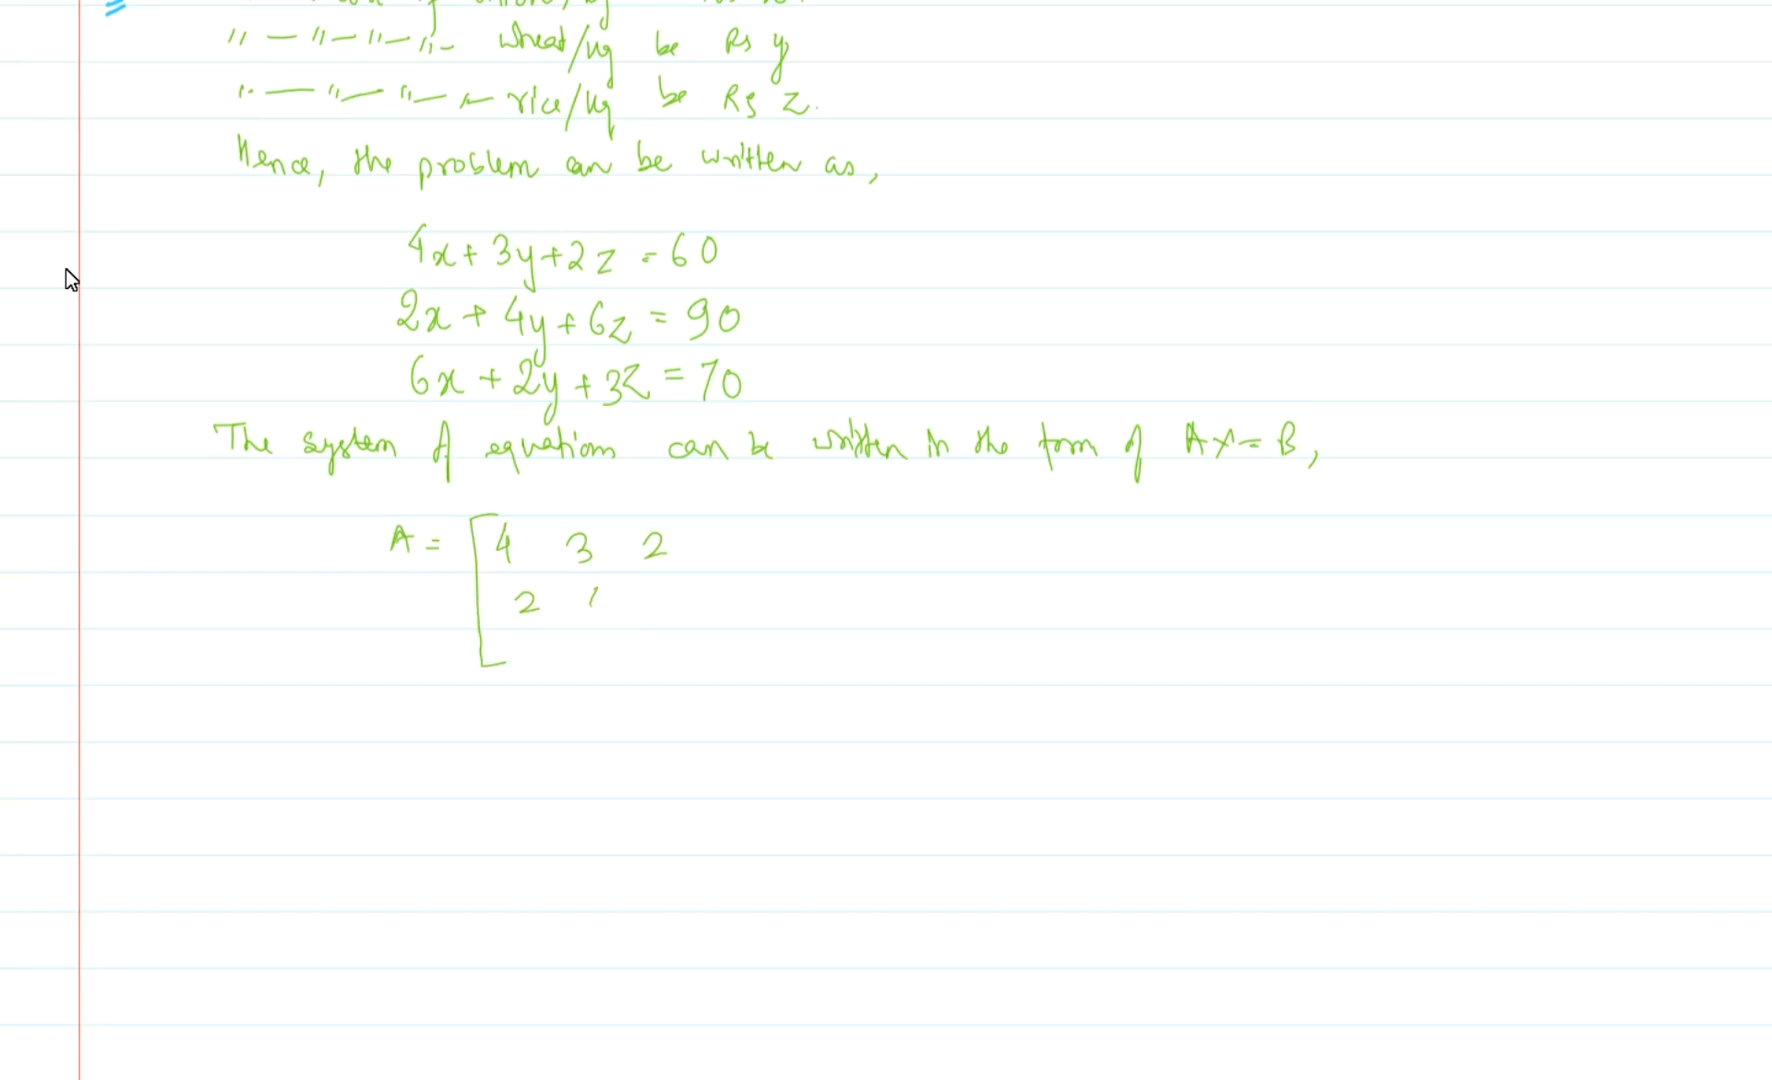 〃 — 〃 — 〃 — 〃 - wheat/kg be Rs y
〃 — 〃 — 〃 — 〃 - rice/kg be Rs z.
Hence, the problem can be written as,
4x + 3y + 2z = 60
2x + 4y + 6z = 90
6x + 2y + 3z = 70
The system of equations can be written in the form of AX = B,
A = [ 4 3 2
2